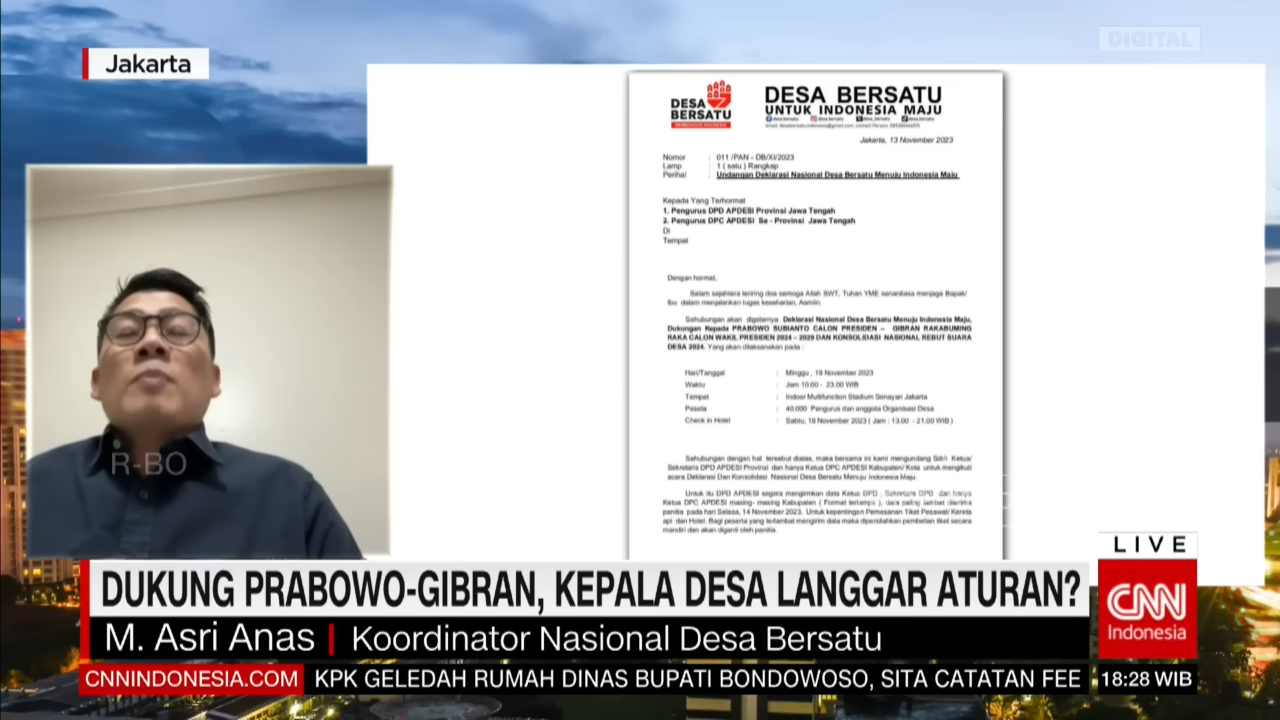 DIGITAL
Jakarta
DESA
BERSATU
DESA BERSATU
UNTUK INDONESIA MAJU
Jakarta, 13 November 2023
Nomor : 011 /PAN - DB/XI/2023
Lamp : 1 ( satu ) Rangkap
Perihal : Undangan Deklarasi Nasional Desa Bersatu Menuju Indonesia Maju
Kepada Yang Terhormat
1. Pengurus DPD APDESI Provinsi Jawa Tengah
2. Pengurus DPC APDESI Se - Provinsi Jawa Tengah
Di
Tempat
Dengan hormat,
Salam sejahtera teriring doa semoga Allah SWT, Tuhan YME senantiasa menjaga Bapak/
Ibu dalam menjalankan tugas keseharian, Aamiin.
Sehubungan akan digelarnya Deklarasi Nasional Desa Bersatu Menuju Indonesia Maju,
Dukungan Kepada PRABOWO SUBIANTO CALON PRESIDEN – GIBRAN RAKABUMING
RAKA CALON WAKIL PRESIDEN 2024 – 2029 DAN KONSOLIDASI NASIONAL REBUT SUARA
DESA 2024. Yang akan dilaksanakan pada :
Hari/Tanggal : Minggu, 19 November 2023
Waktu : Jam 10.00 - 23.00 WIB
Tempat : Indoor Multifunction Stadium Senayan Jakarta
Peseta : 40.000 Pengurus dan anggota Organisasi Desa
Check in Hotel : Sabtu, 18 November 2023 ( Jam : 13.00 - 21.00 WIB )
Sehubungan dengan hal tersebut diatas, maka bersama ini kami mengundang Sdr/i Ketua/
Sekretaris DPD APDESI Provinsi dan hanya Ketua DPC APDESI Kabupaten/ Kota untuk mengikuti
acara Deklarasi Dan Konsolidasi Nasional Desa Bersatu Menuju Indonesia Maju.
Untuk itu DPD APDESI segera mengirimkan data Ketua DPD , Sekretaris DPD dan hanya
Ketua DPC APDESI masing- masing Kabupaten ( Format terlampir ), data paling lambat diterima
panitia pada hari Selasa, 14 November 2023. Untuk kepentingan Pemesanan Tiket Pesawat/ Kereta
api dan Hotel. Bagi peserta yang terlambat mengirim data maka dipersilahkan pembelian tiket secara
mandiri dan akan diganti oleh panitia.
R-BO
LIVE
DUKUNG PRABOWO-GIBRAN, KEPALA DESA LANGGAR ATURAN?
M. Asri Anas | Koordinator Nasional Desa Bersatu
CNN
Indonesia
CNNINDONESIA.COM
KPK GELEDAH RUMAH DINAS BUPATI BONDOWOSO, SITA CATATAN FEE
18:28 WIB